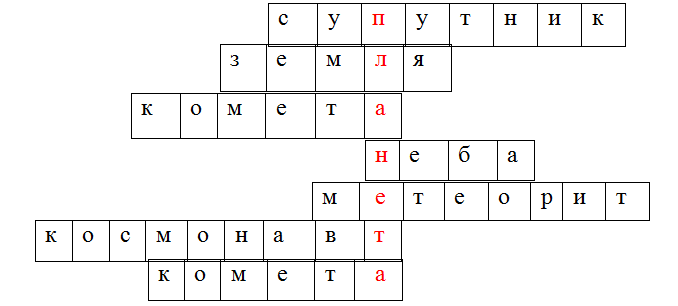 спутник
земля
комета
неба
метеорит
космонавт
комета